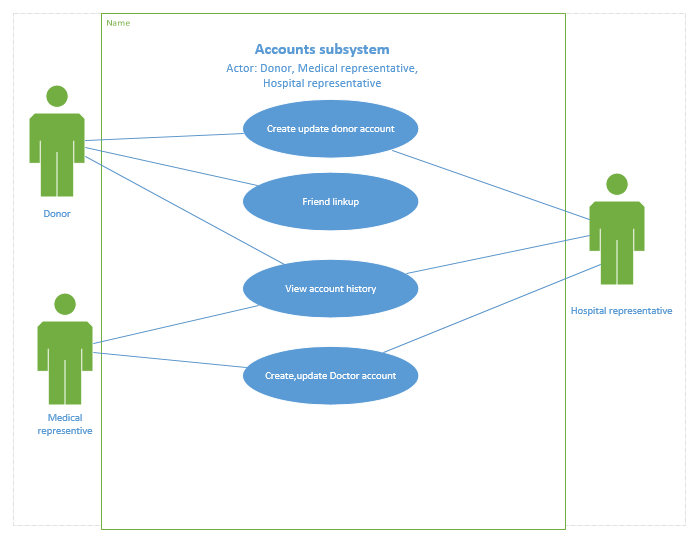 Name
Accounts subsystem
Actor: Donor, Medical representative,
Hospital representative
Create update donor account
Friend linkup
Donor
View account history
Hospital representative
Create,update Doctor account
Medical
representive